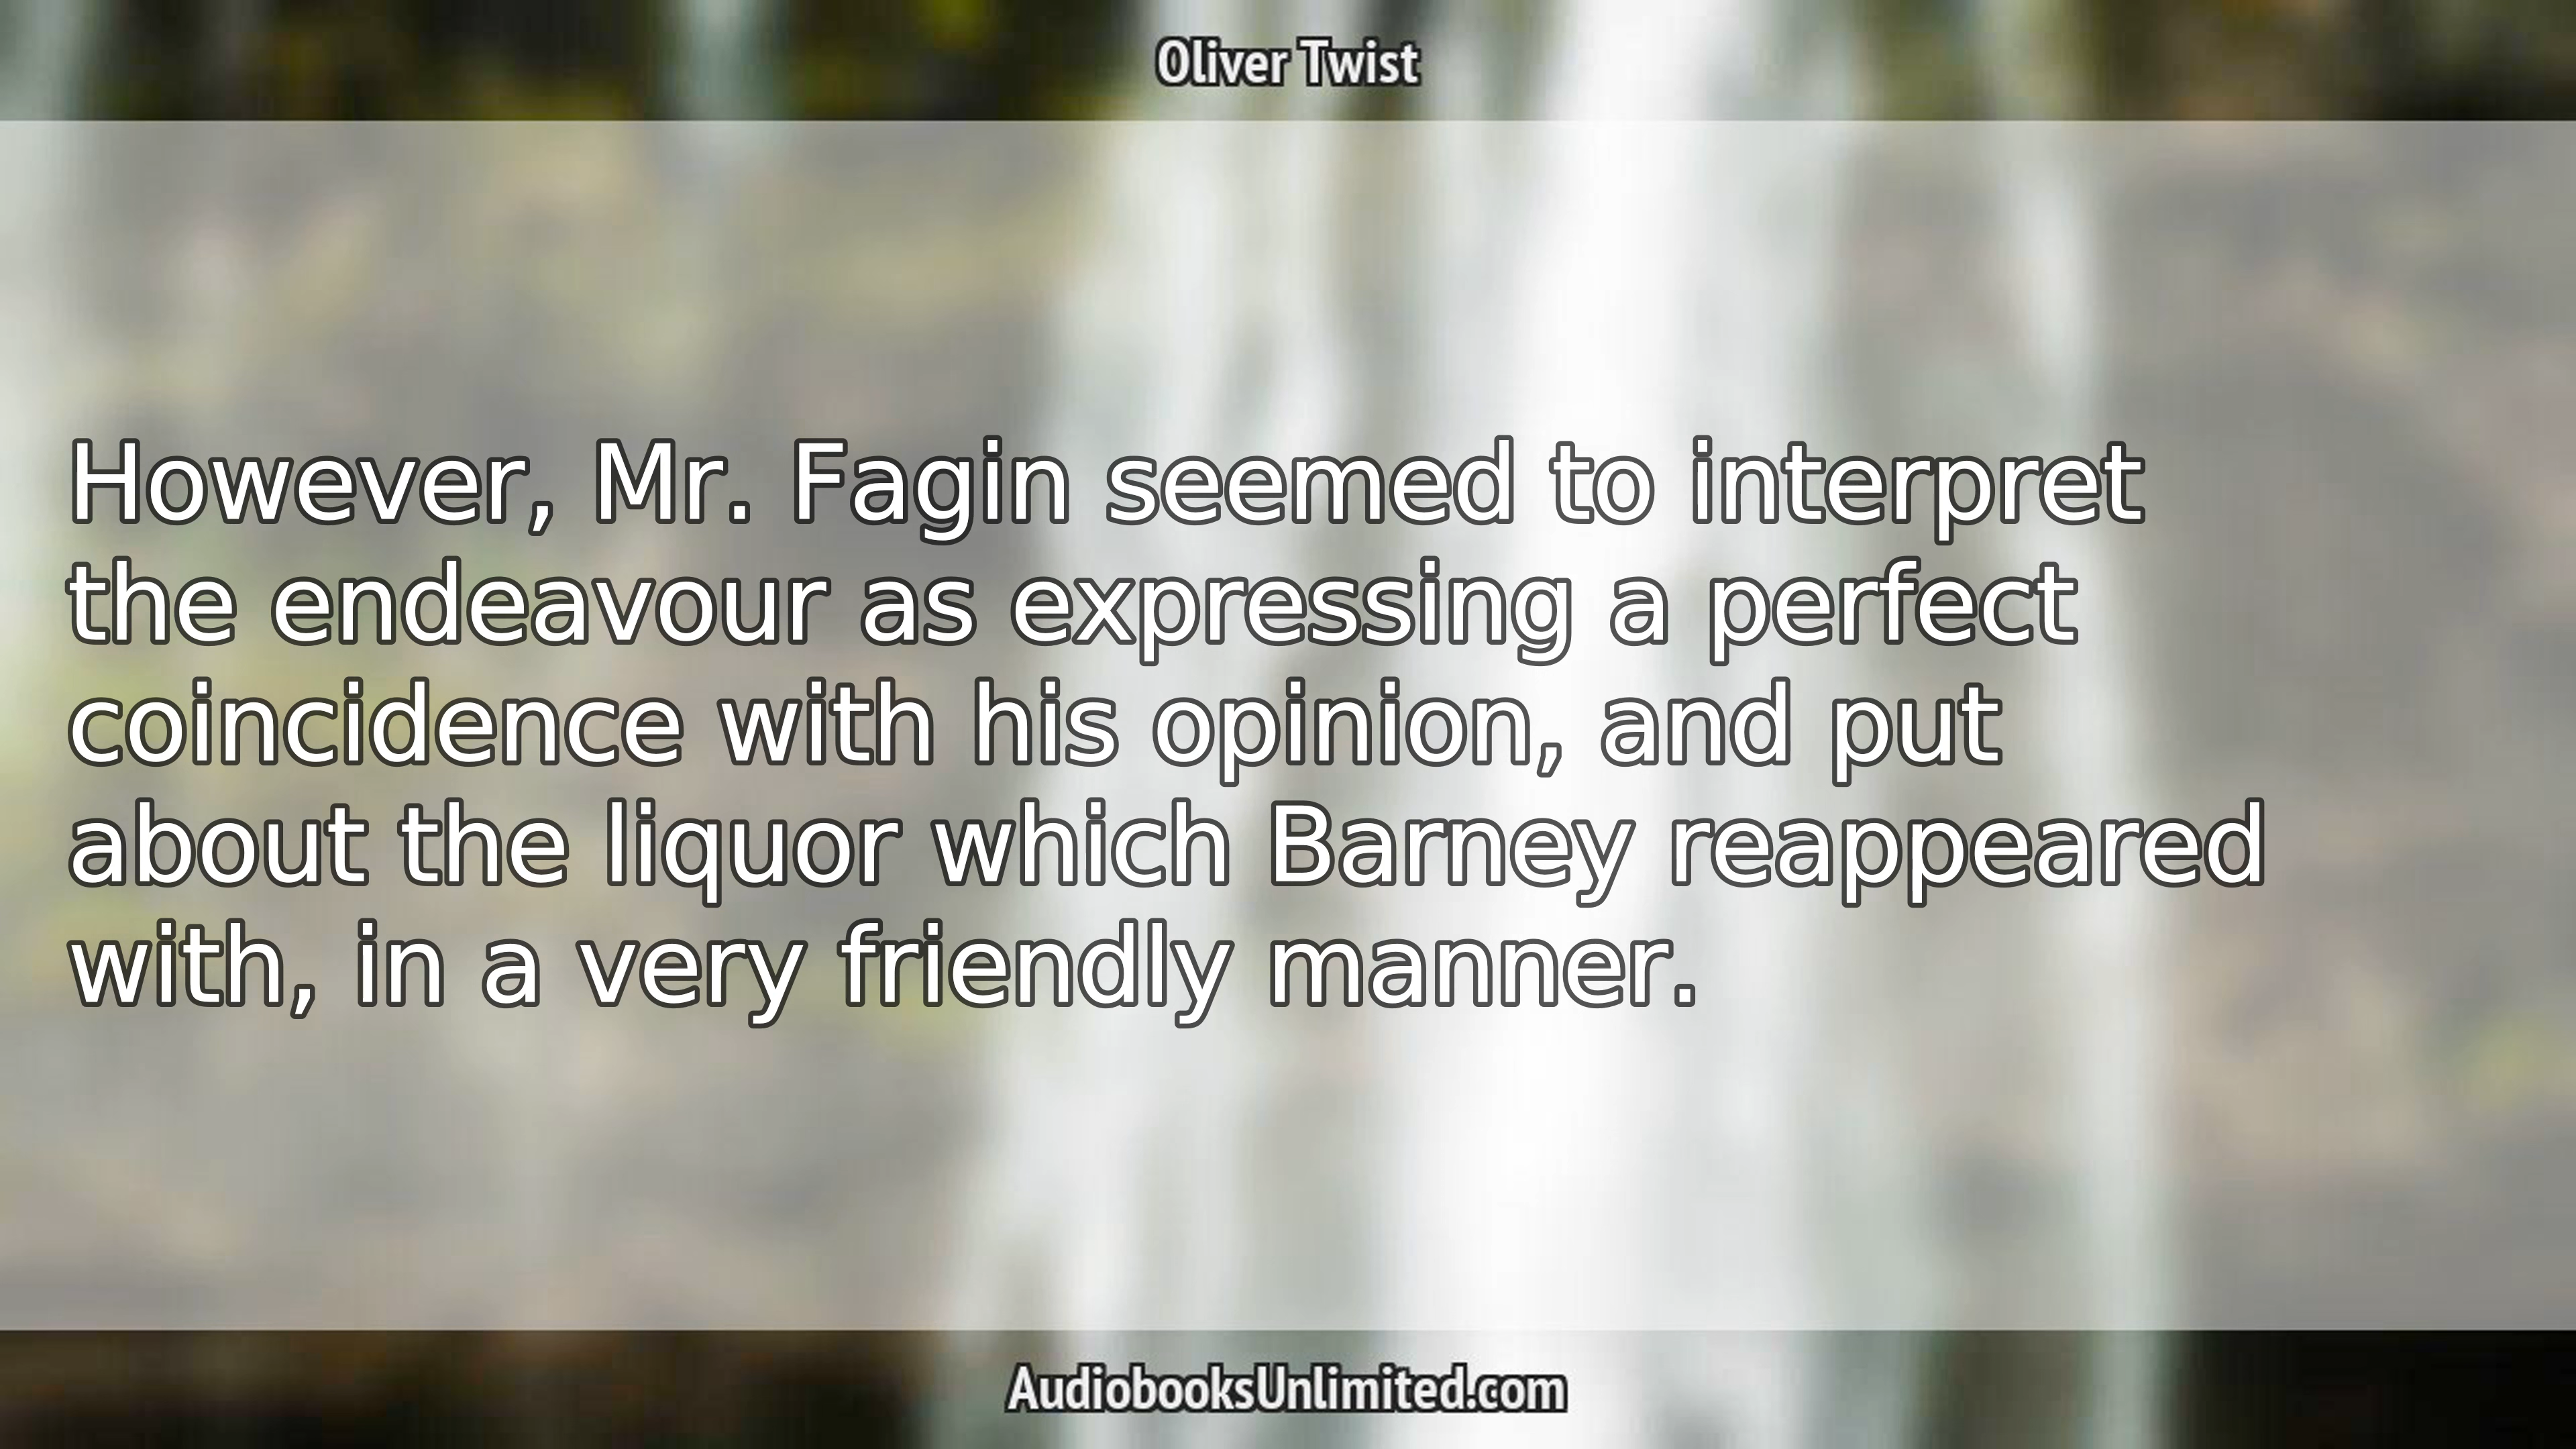 Oliver Twist
However, Mr. Fagin seemed to interpret
the endeavour as expressing a perfect
coincidence with his opinion, and put
about the liquor which Barney reappeared
with, in a very friendly manner.
AudiobooksUnlimited.com